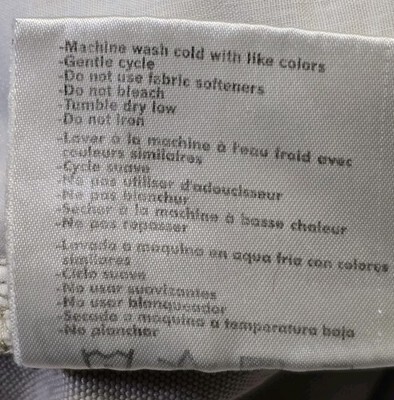 -Machine wash cold with like colors
-Gentle cycle
-Do not use fabric softeners
-Do not bleach
-Tumble dry low
-Do not iron
-Laver à la machine à l'eau froid avec
couleurs similaires
-Cycle suave
-Ne pas utiliser d'adoucisseur
-Ne pas blanchur
-Secher à la machine à basse chaleur
-Ne pas repasser
-Lavado a maquina en aqua fria con colores
similares
-Ciclo suave
-No usar suavizantes
-No usar blanqueador
-Secado a maquina a temperatura baja
-No planchar